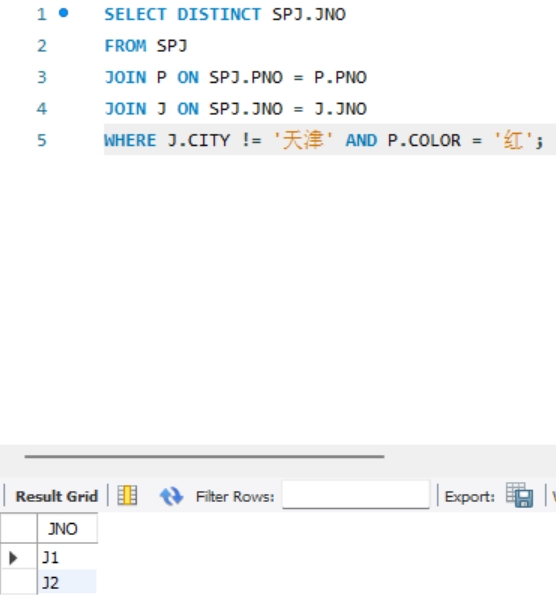 1 SELECT DISTINCT SPJ.JNO
2 FROM SPJ
3 JOIN P ON SPJ.PNO = P.PNO
4 JOIN J ON SPJ.JNO = J.JNO
5 WHERE J.CITY != '天津' AND P.COLOR = '红';
Result Grid Filter Rows: Export:
JNO
J1
J2